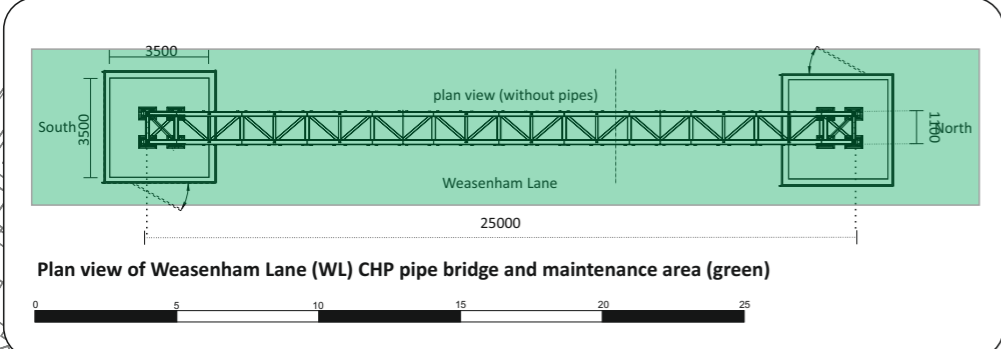 3500
plan view (without pipes)
South
3500
1100
North
Weasenham Lane
25000
Plan view of Weasenham Lane (WL) CHP pipe bridge and maintenance area (green)
0 5 10 15 20 25